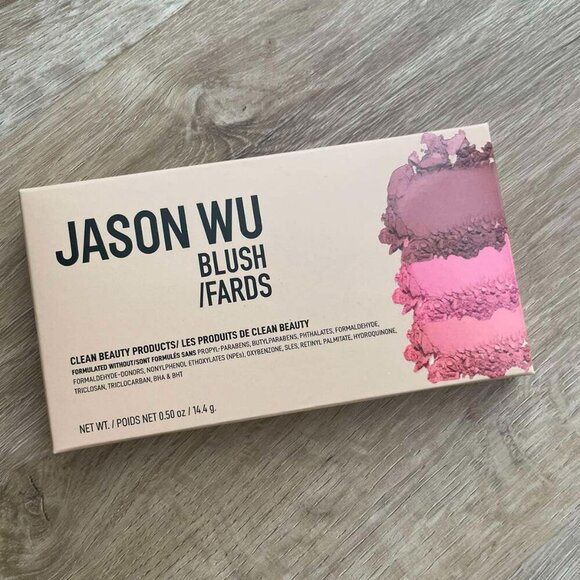 JASON WU
BLUSH
/FARDS
CLEAN BEAUTY PRODUCTS/ LES PRODUITS DE CLEAN BEAUTY
FORMULATED WITHOUT/SONT FORMULÉS SANS PROPYL-PARABENS, BUTYLPARABENS, PHTHALATES, FORMALDEHYDE,
FORMALDEHYDE-DONORS, NONYLPHENOL ETHOXYLATES (NPEs), OXYBENZONE, SLES, RETINYL PALMITATE, HYDROQUINONE,
TRICLOSAN, TRICLOCARBAN, BHA & BHT
NET WT. / POIDS NET 0.50 oz / 14.4 g.